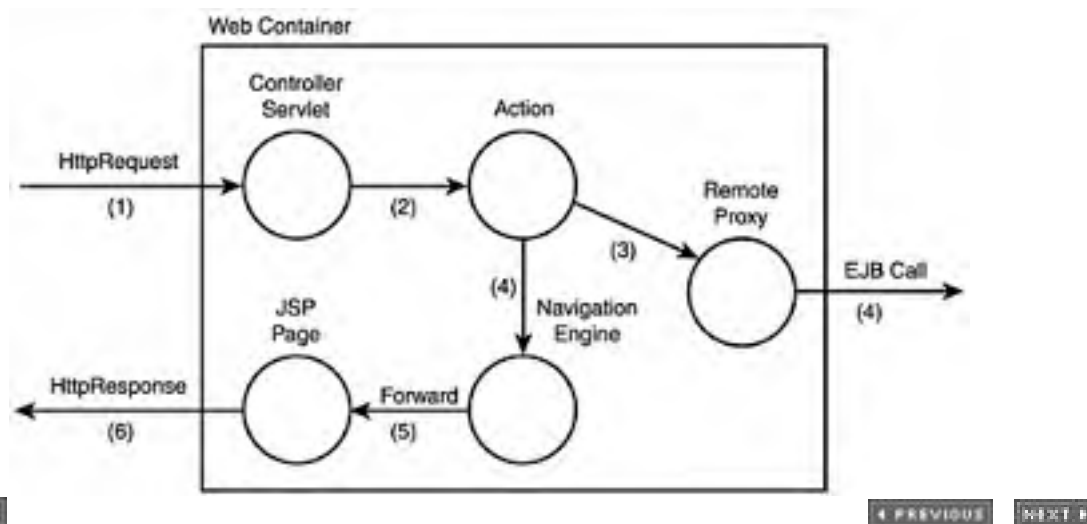 Web Container
Controller
Servlet
Action
HttpRequest
(1)
(2)
Remote
Proxy
(3)
EJB Call
(4)
(4)
Navigation
Engine
JSP
Page
HttpResponse
Forward
(6)
(5)
PREVIOUS
NEXT